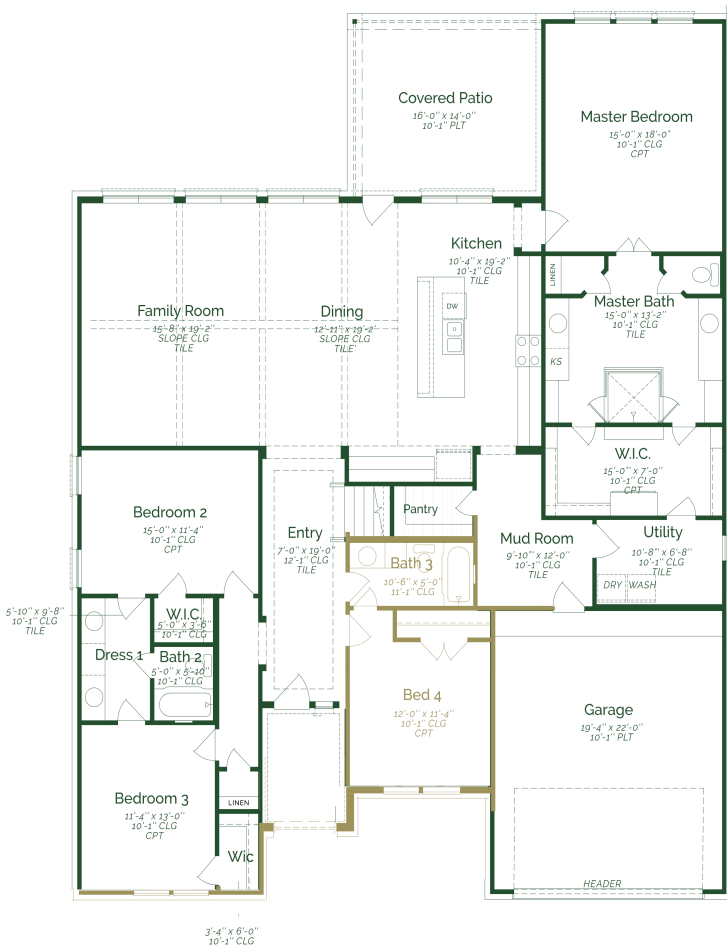 Covered Patio
16'-0" x 14'-0"
10'-1" PLT
Master Bedroom
15'-0" x 18'-0"
10'-1" CLG
CPT
Kitchen
10'-4" x 19'-2"
10'-1" CLG
TILE
LINEN
DW
Family Room
15'-8" x 19'-2"
SLOPE CLG
TILE
Dining
12'-11" x 19'-2'
SLOPE CLG
TILE'
Master Bath
15'-0" x 13'-2"
10'-1" CLG
TILE
KS
W.I.C.
15'-0"' x 7'-0"
10'-1" CLG
CPT
Bedroom 2
15'-0" x 11'-4"
10'-1" CLG
CPT
Entry
7'-0" x 19'-0"
12'-1" CLG
TILE
Pantry
Mud Room
9'-10"' x 12'-0"
10'-1" CLG
TILE
Utility
10'-8"' x 6'-8"
10'-1" CLG
TILE
DRY WASH
Bath 3
10'-6" x 5'-0"
11'-1" CLG
5'-10" x 9'-8"
10'-1" CLG
TILE
W.I.C.
5'-0" x 3'-6"
10'-1" CLG
Dress 1
Bath 2
5'-0" x 5'-10"
10'-1" CLG
Bed 4
12'-0" x 11'-4"
10'-1" CLG
CPT
Garage
19'-4" x 22'-0"
10'-1" PLT
Bedroom 3
11'-4" x 13'-0"
10'-1" CLG
CPT
LINEN
Wic
HEADER
3'-4" x 6'-0"
10'-1" CLG